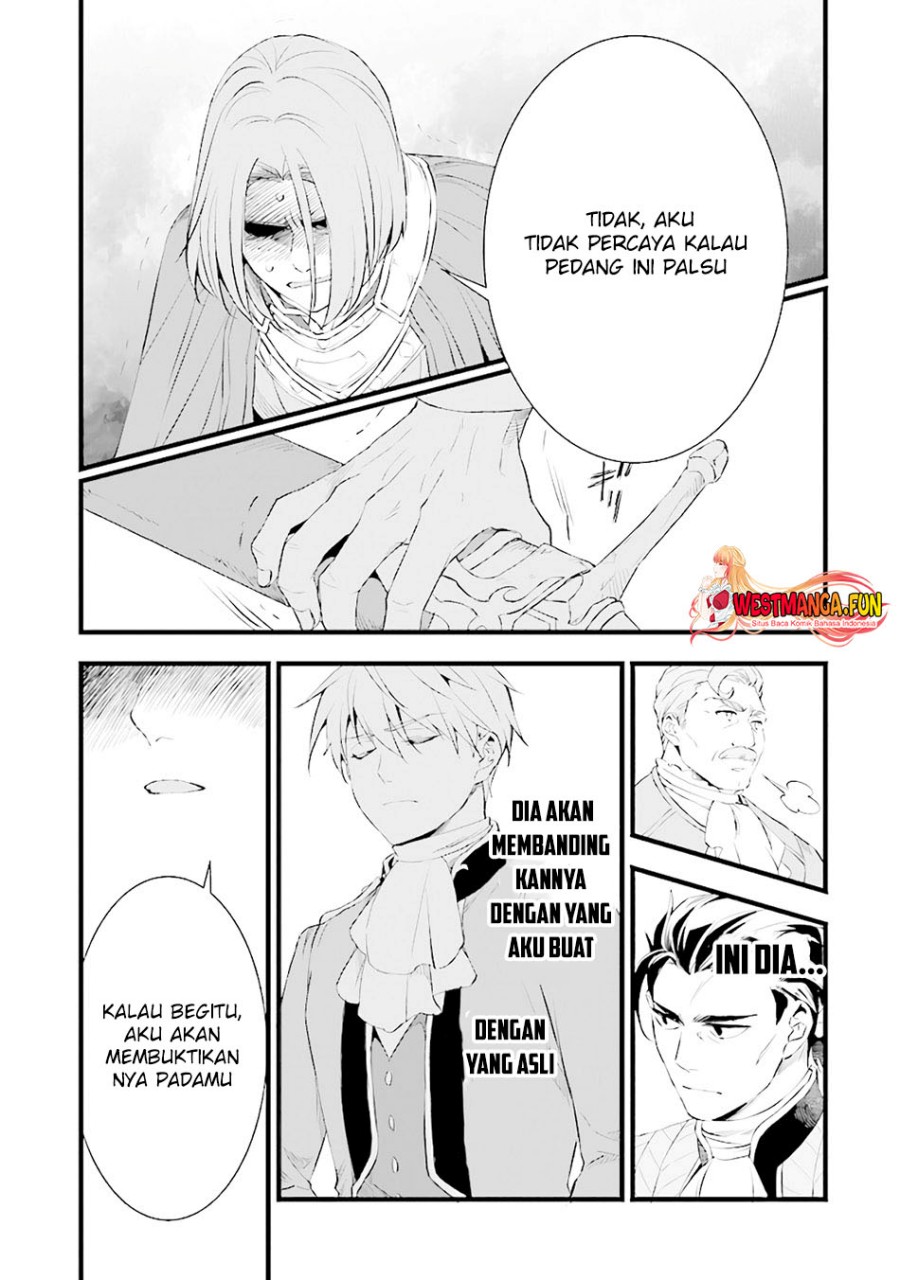 TIDAK, AKU
TIDAK PERCAYA KALAU
PEDANG INI PALSU
WESTMANGA.FUN
Situs Baca Komik Bahasa Indonesia
INI DIA...
DIA AKAN
MEMBANDING
KANNYA
DENGAN YANG
AKU BUAT
DENGAN
YANG ASLI
KALAU BEGITU,
AKU AKAN
MEMBUKTIKAN
NYA PADAMU